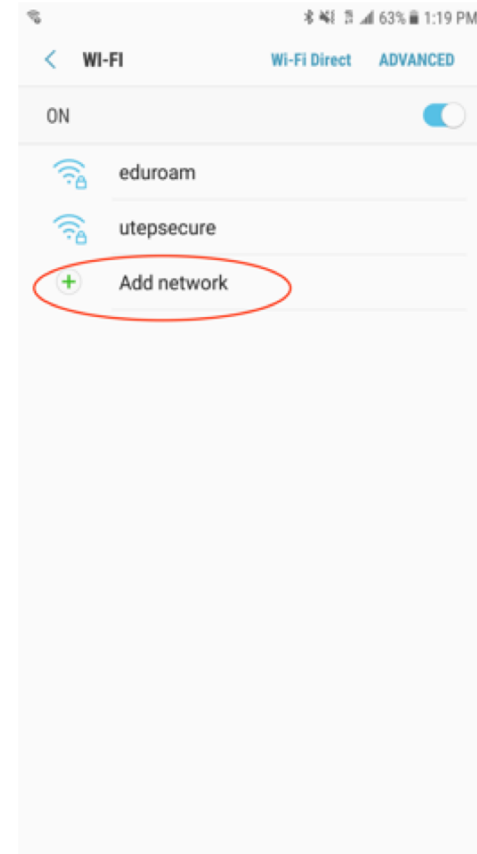 63% 1:19 PM
WI-FI Wi-Fi Direct ADVANCED
ON
eduroam
utepsecure
Add network